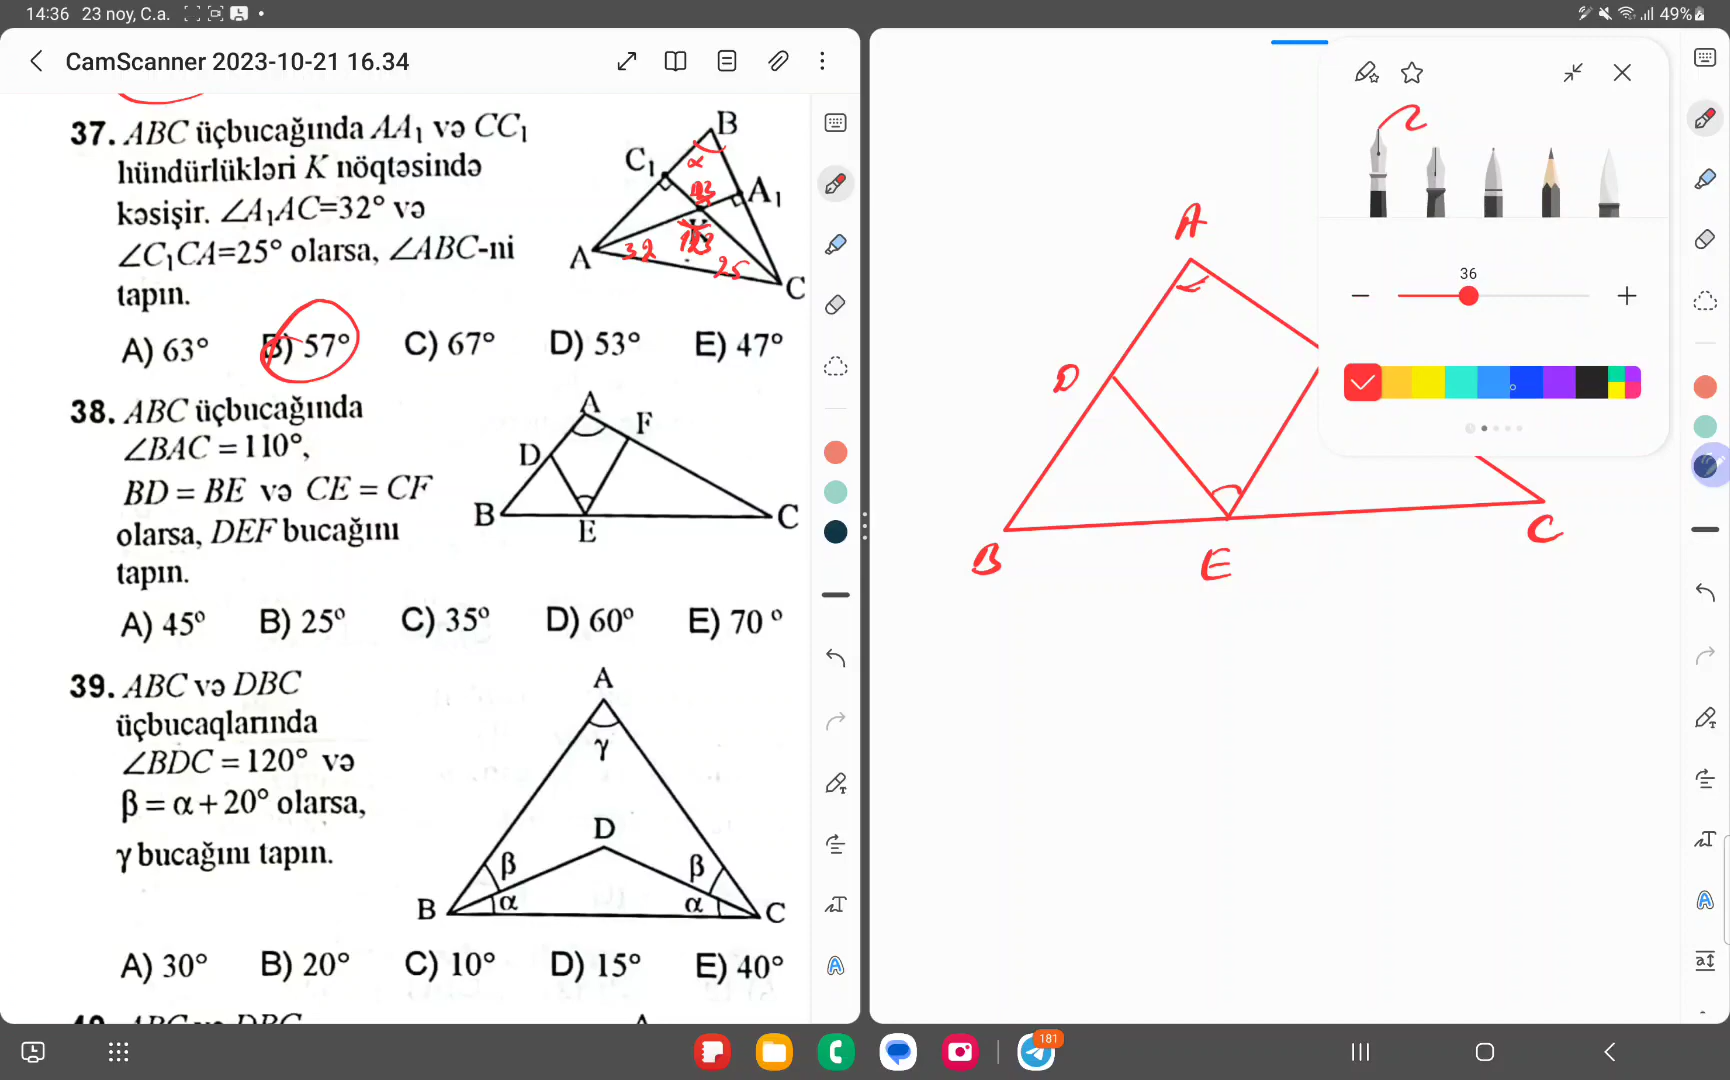 14:36 23 noy, C.a.
49%
CamScanner 2023-10-21 16.34
37. ABC üçbucağında AA₁ və CC₁
hündürlükləri K nöqtəsində
kəsişir. ∠A₁AC=32° və
∠C₁CA=25° olarsa, ∠ABC-ni
tapın.
B
C₁
α
A₁
A
32
123
25
C
A) 63° B) 57° C) 67° D) 53° E) 47°
38. ABC üçbucağında
∠BAC = 110°,
BD = BE və CE = CF
olarsa, DEF bucağını
tapın.
A
F
D
B
E
C
A) 45° B) 25° C) 35° D) 60° E) 70 °
39. ABC və DBC
üçbucaqlarında
∠BDC = 120° və
β = α + 20° olarsa,
γ bucağını tapın.
A
γ
D
β β
B α α C
A) 30° B) 20° C) 10° D) 15° E) 40°
A
D
B
E
C
36
181